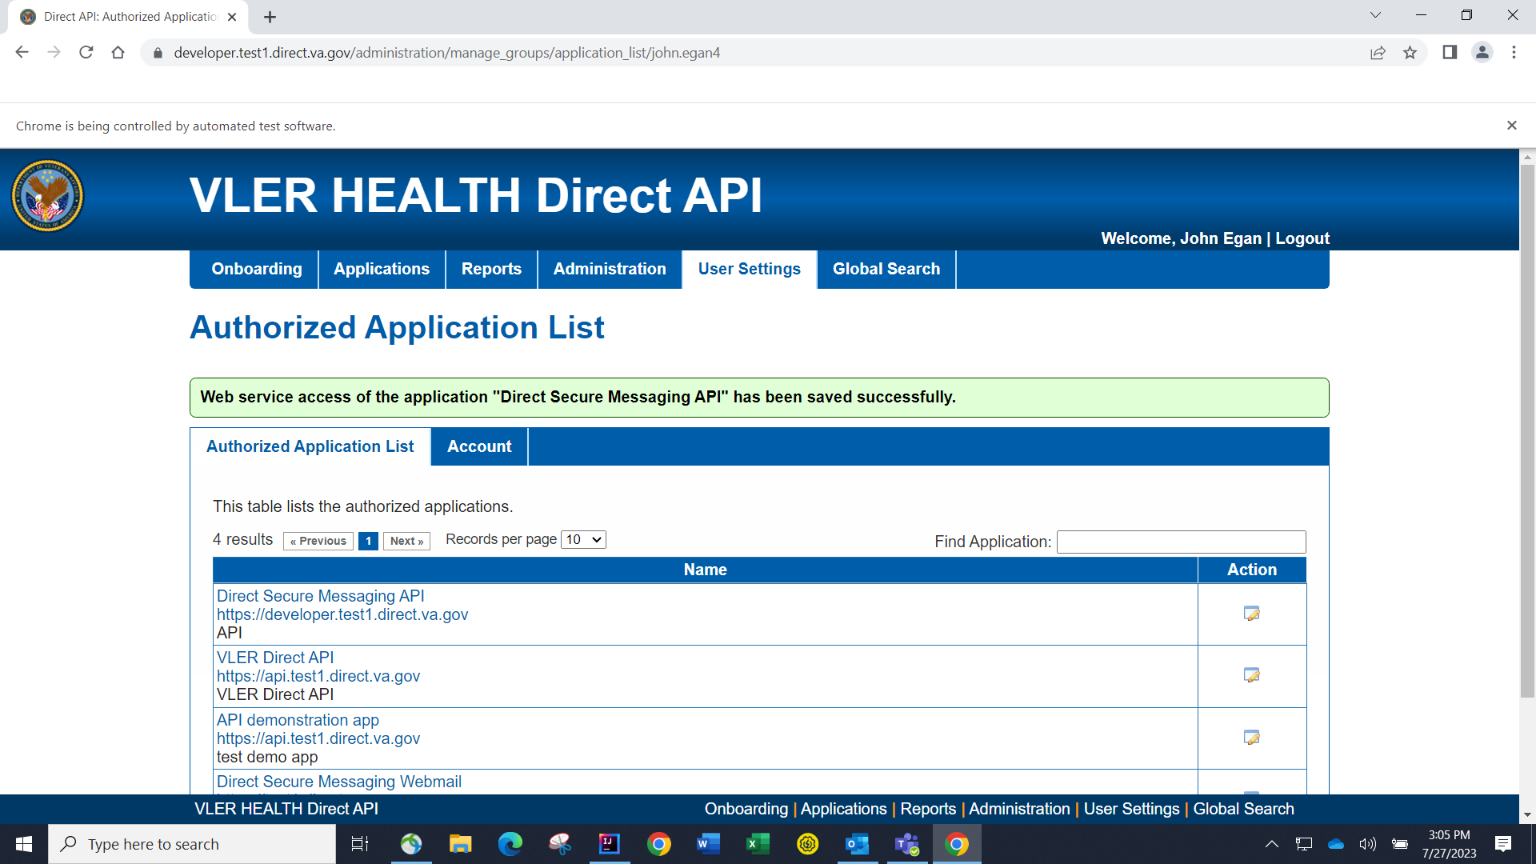 Direct API: Authorized Applicatio
developer.test1.direct.va.gov/administration/manage_groups/application_list/john.egan4
Chrome is being controlled by automated test software.
VLER HEALTH Direct API
Welcome, John Egan | Logout
Onboarding Applications Reports Administration User Settings Global Search
Authorized Application List
Web service access of the application "Direct Secure Messaging API" has been saved successfully.
Authorized Application List Account
This table lists the authorized applications.
4 results « Previous 1 Next » Records per page 10 Find Application:
Name Action
Direct Secure Messaging API
https://developer.test1.direct.va.gov
API
VLER Direct API
https://api.test1.direct.va.gov
VLER Direct API
API demonstration app
https://api.test1.direct.va.gov
test demo app
Direct Secure Messaging Webmail
VLER HEALTH Direct API Onboarding | Applications | Reports | Administration | User Settings | Global Search
Type here to search
3:05 PM
7/27/2023